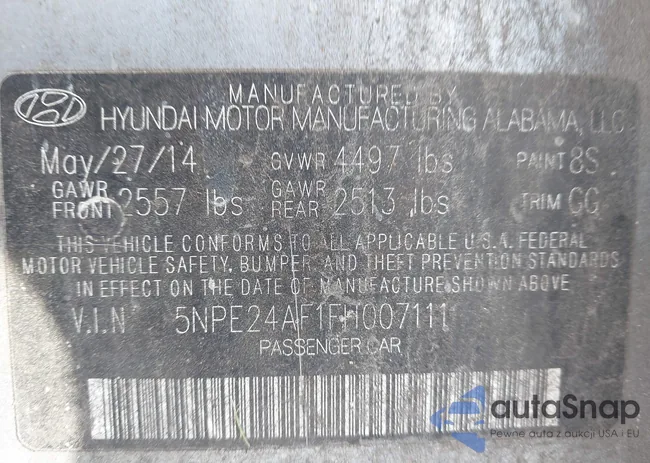 MANUFACTURED BY
HYUNDAI MOTOR MANUFACTURING ALABAMA, LLC
May/27/14 GVWR 4497 lbs PAINT 8S
GAWR FRONT 2557 lbs GAWR REAR 2513 lbs TRIM GG
THIS VEHICLE CONFORMS TO ALL APPLICABLE U.S.A. FEDERAL
MOTOR VEHICLE SAFETY, BUMPER, AND THEFT PREVENTION STANDARDS
IN EFFECT ON THE DATE OF MANUFACTURE SHOWN ABOVE
V.I.N 5NPE24AF1FH007111
PASSENGER CAR
autaSnap
Pewne auta z aukcji USA i EU